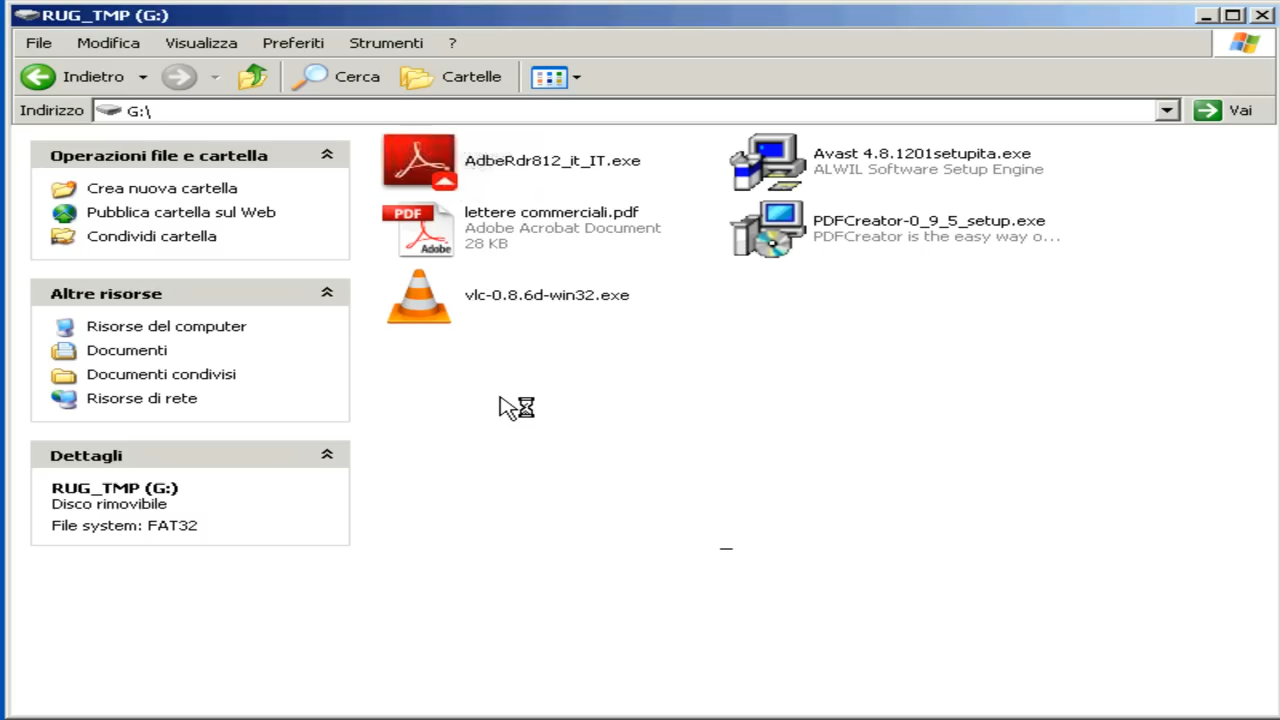 RUG_TMP (G:)
File Modifica Visualizza Preferiti Strumenti ?
Indietro Cerca Cartelle
Indirizzo G:\ Vai
Operazioni file e cartella
Crea nuova cartella
Pubblica cartella sul Web
Condividi cartella
Altre risorse
Risorse del computer
Documenti
Documenti condivisi
Risorse di rete
Dettagli
RUG_TMP (G:)
Disco rimovibile
File system: FAT32
AdbeRdr812_it_IT.exe
Avast 4.8.1201setupita.exe
ALWIL Software Setup Engine
PDF
Adobe
lettere commerciali.pdf
Adobe Acrobat Document
28 KB
PDFCreator-0_9_5_setup.exe
PDFCreator is the easy way o...
vlc-0.8.6d-win32.exe